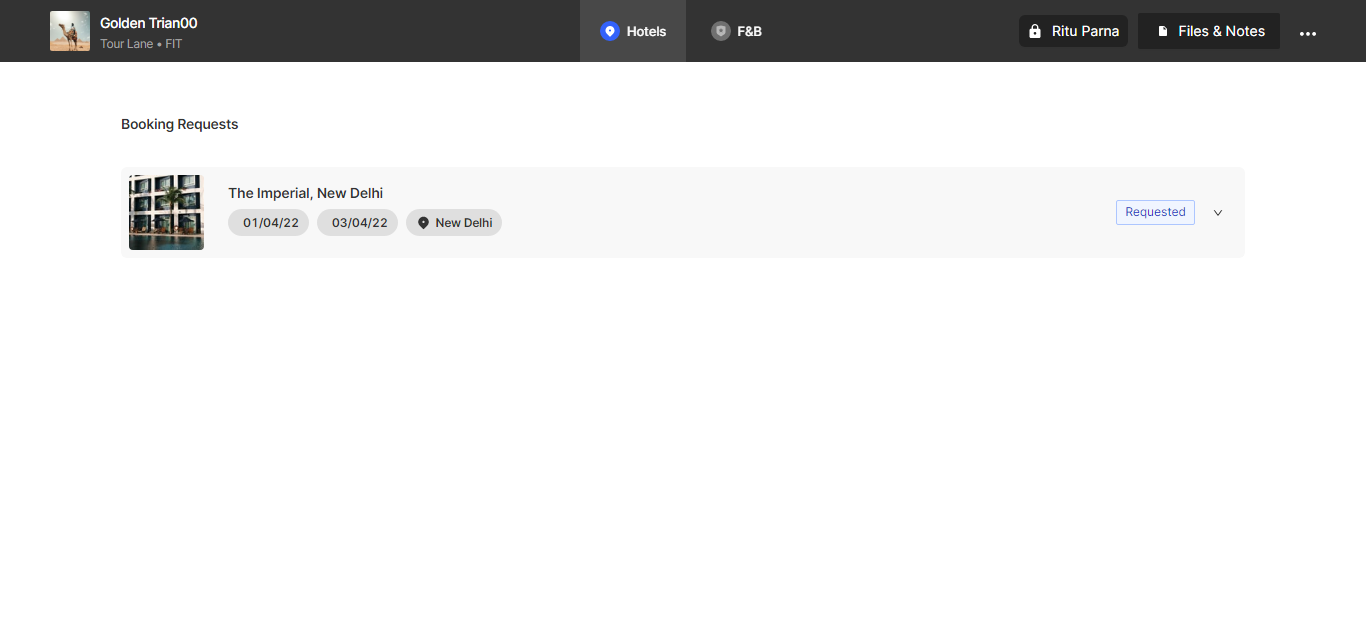 Golden Trian00
Tour Lane • FIT
Hotels
F&B
Ritu Parna
Files & Notes
Booking Requests
The Imperial, New Delhi
01/04/22
03/04/22
New Delhi
Requested